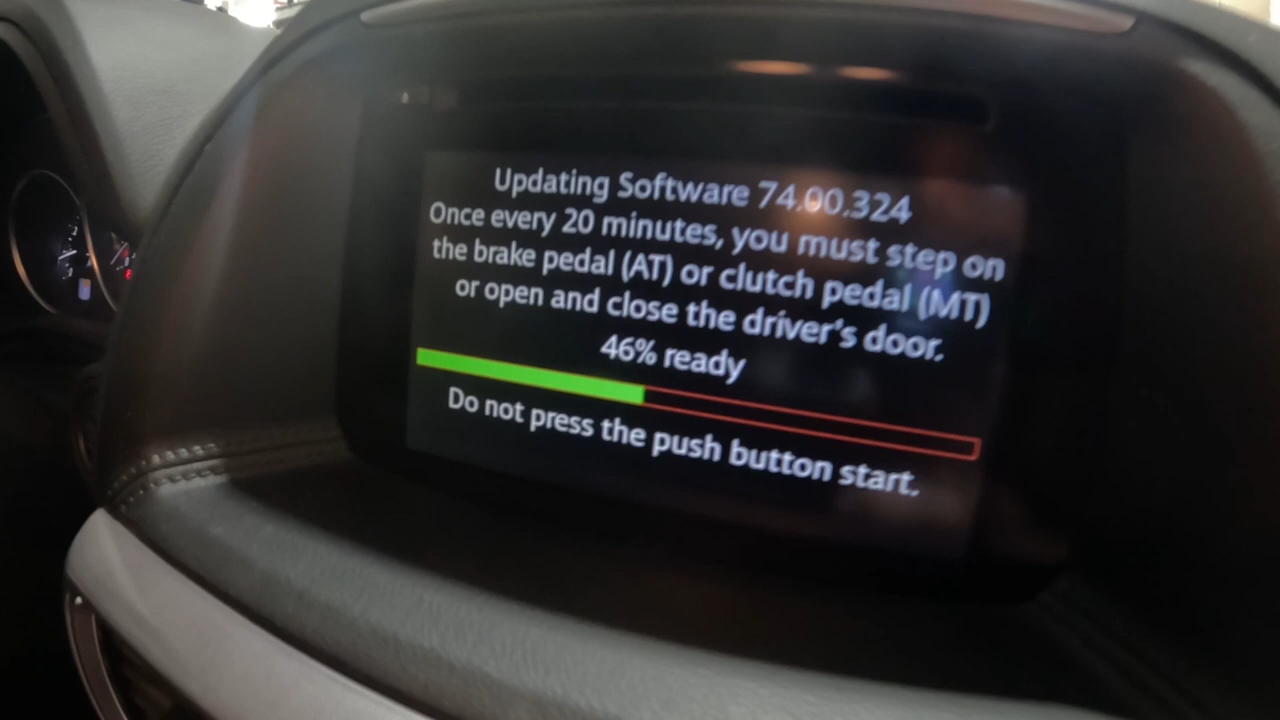 Updating Software 74.00.324
Once every 20 minutes, you must step on
the brake pedal (AT) or clutch pedal (MT)
or open and close the driver's door.
46% ready
Do not press the push button start.